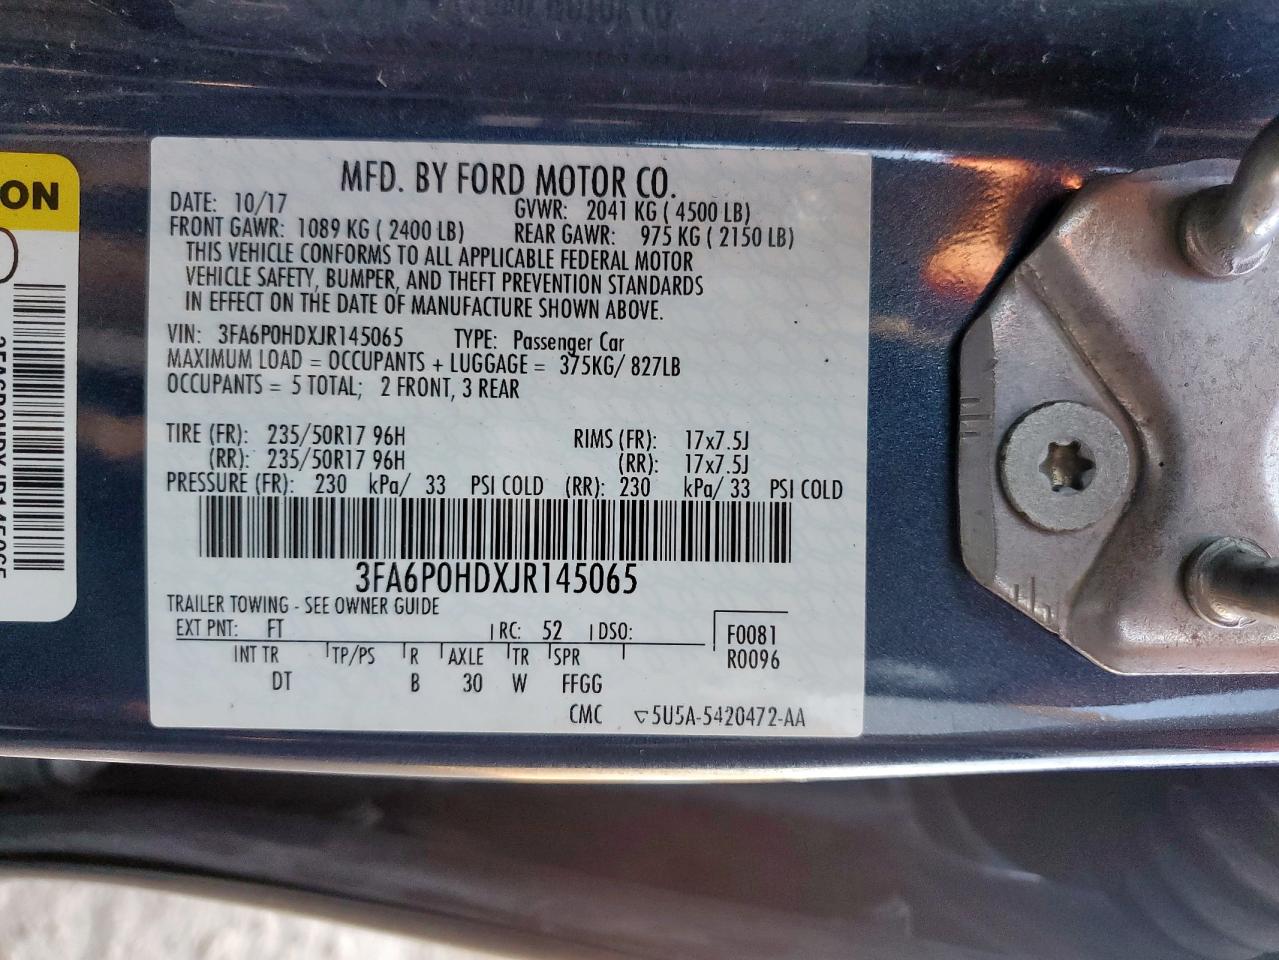 MFD. BY FORD MOTOR CO.
DATE: 10/17 GVWR: 2041 KG ( 4500 LB)
FRONT GAWR: 1089 KG ( 2400 LB) REAR GAWR: 975 KG ( 2150 LB)
THIS VEHICLE CONFORMS TO ALL APPLICABLE FEDERAL MOTOR
VEHICLE SAFETY, BUMPER, AND THEFT PREVENTION STANDARDS
IN EFFECT ON THE DATE OF MANUFACTURE SHOWN ABOVE.
VIN: 3FA6P0HDXJR145065 TYPE: Passenger Car
MAXIMUM LOAD = OCCUPANTS + LUGGAGE = 375KG/ 827LB
OCCUPANTS = 5 TOTAL; 2 FRONT, 3 REAR
TIRE (FR): 235/50R17 96H RIMS (FR): 17x7.5J
(RR): 235/50R17 96H (RR): 17x7.5J
PRESSURE (FR): 230 kPa/ 33 PSI COLD (RR): 230 kPa/ 33 PSI COLD
3FA6P0HDXJR145065
TRAILER TOWING - SEE OWNER GUIDE
EXT PNT: FT RC: 52 DSO: F0081
INT TR TP/PS R AXLE TR SPR R0096
DT B 30 W FFGG
CMC 5U5A-5420472-AA
ON
3FA6P0HDXJR145065